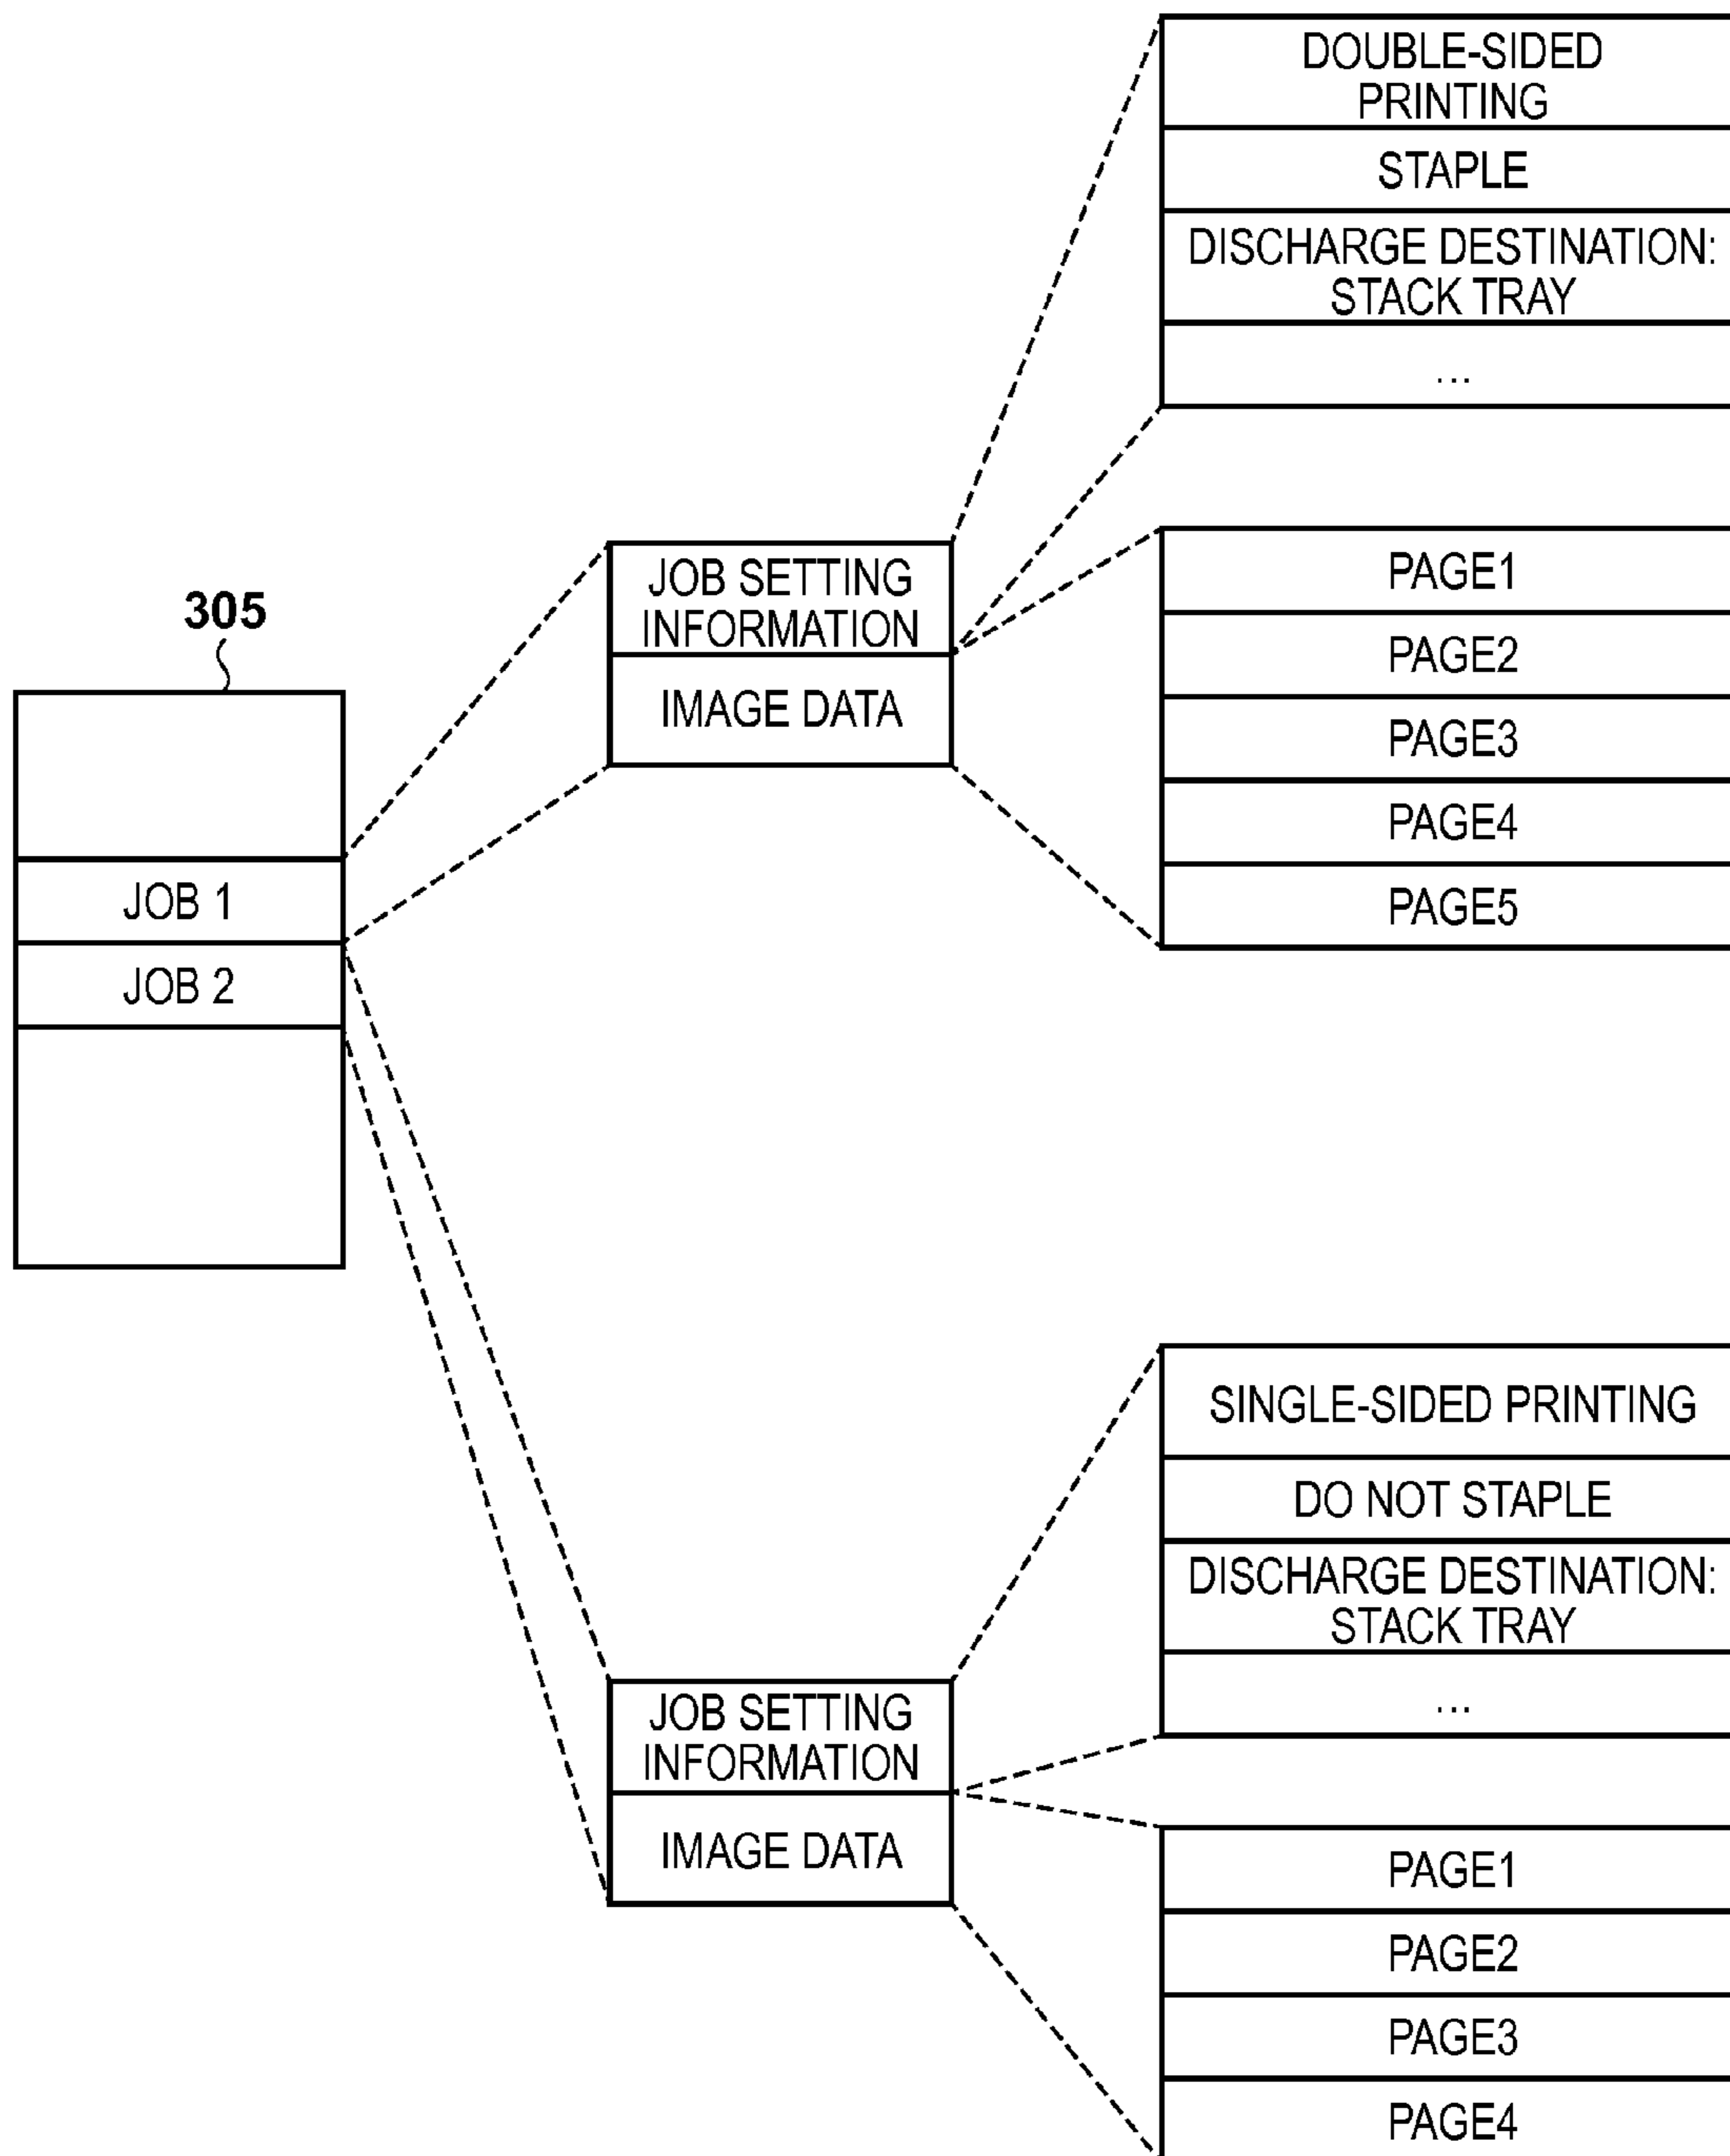 305
JOB 1
JOB 2
JOB SETTING
INFORMATION
IMAGE DATA
DOUBLE-SIDED
PRINTING
STAPLE
DISCHARGE DESTINATION:
STACK TRAY
...
PAGE1
PAGE2
PAGE3
PAGE4
PAGE5
JOB SETTING
INFORMATION
IMAGE DATA
SINGLE-SIDED PRINTING
DO NOT STAPLE
DISCHARGE DESTINATION:
STACK TRAY
...
PAGE1
PAGE2
PAGE3
PAGE4